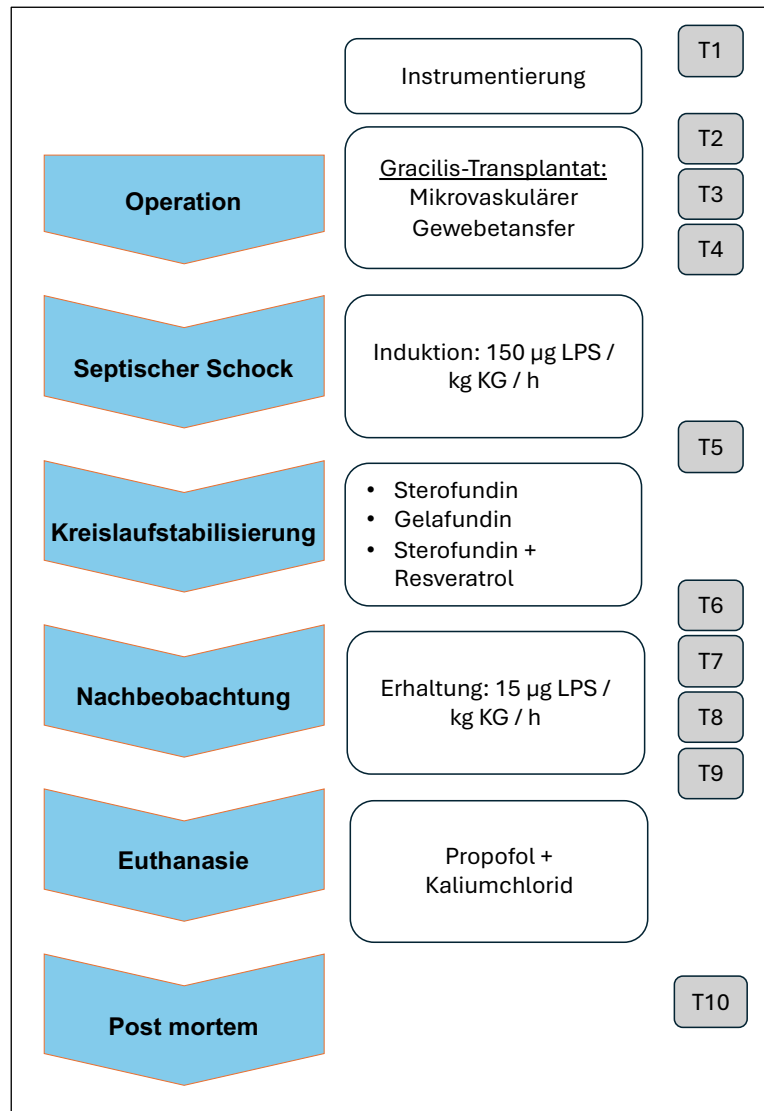 Instrumentierung
T1
Operation
Gracilis-Transplantat:
Mikrovaskulärer
Gewebetansfer
T2
T3
T4
Septischer Schock
Induktion: 150 µg LPS /
kg KG / h
T5
Kreislaufstabilisierung
• Sterofundin
• Gelafundin
• Sterofundin +
Resveratrol
T6
Nachbeobachtung
Erhaltung: 15 µg LPS /
kg KG / h
T7
T8
T9
Euthanasie
Propofol +
Kaliumchlorid
Post mortem
T10